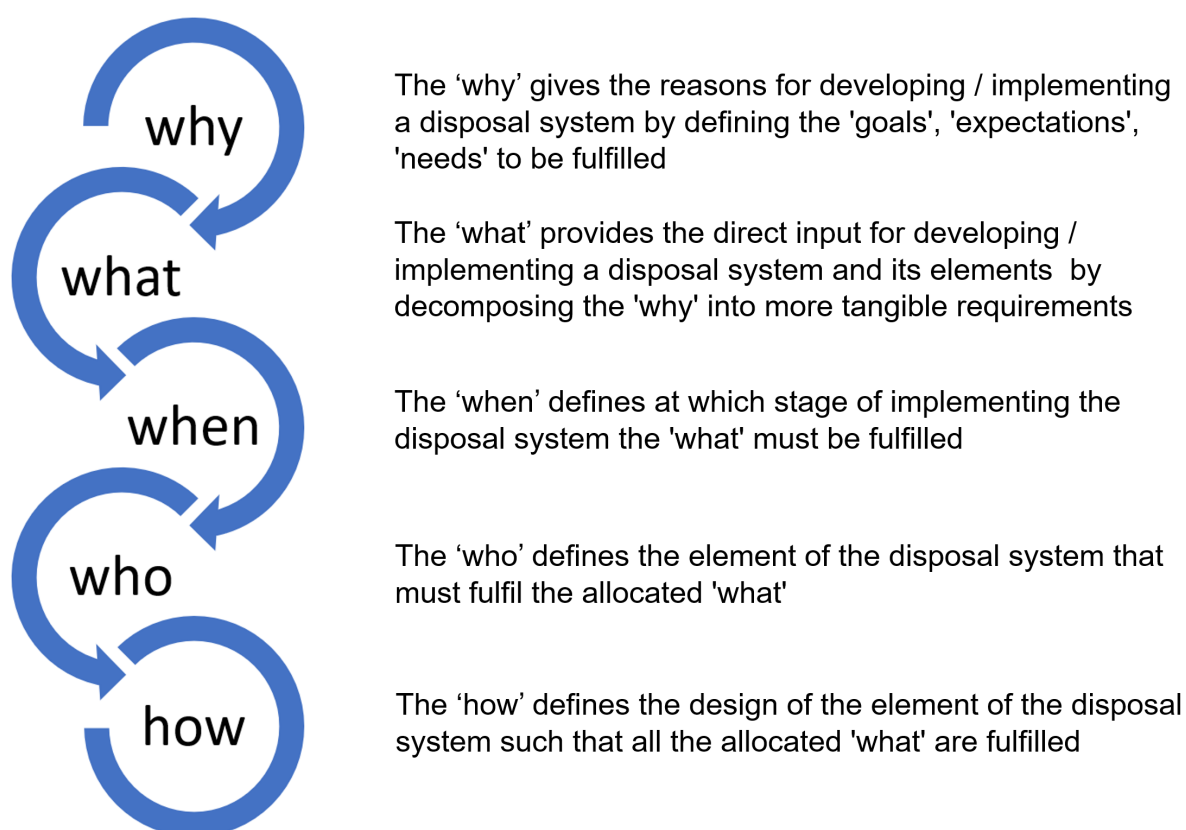 why
The ‘why’ gives the reasons for developing / implementing
a disposal system by defining the 'goals', 'expectations',
'needs' to be fulfilled
what
The ‘what’ provides the direct input for developing /
implementing a disposal system and its elements  by
decomposing the 'why' into more tangible requirements
when
The ‘when’ defines at which stage of implementing the
disposal system the 'what' must be fulfilled
who
The ‘who’ defines the element of the disposal system that
must fulfil the allocated 'what'
how
The ‘how’ defines the design of the element of the disposal
system such that all the allocated 'what' are fulfilled